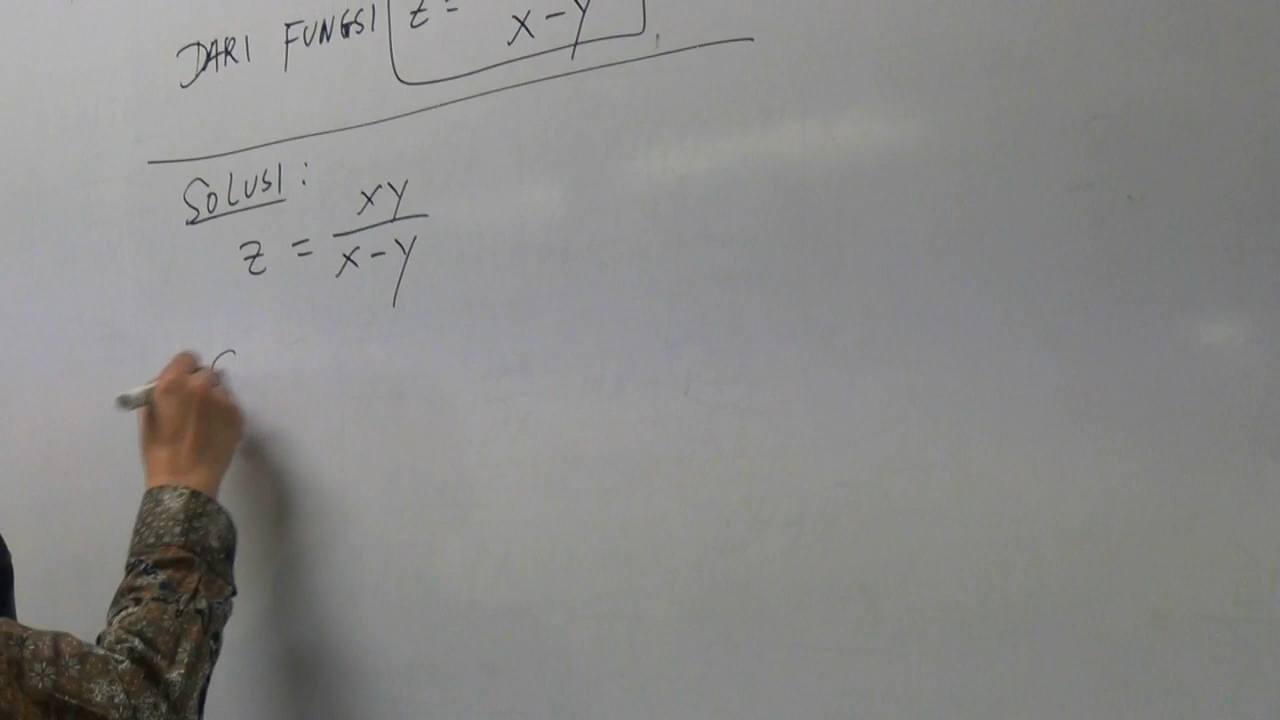 DARI FUNGSI z = 
x-y
SOLUSI :
z = xy / x-y